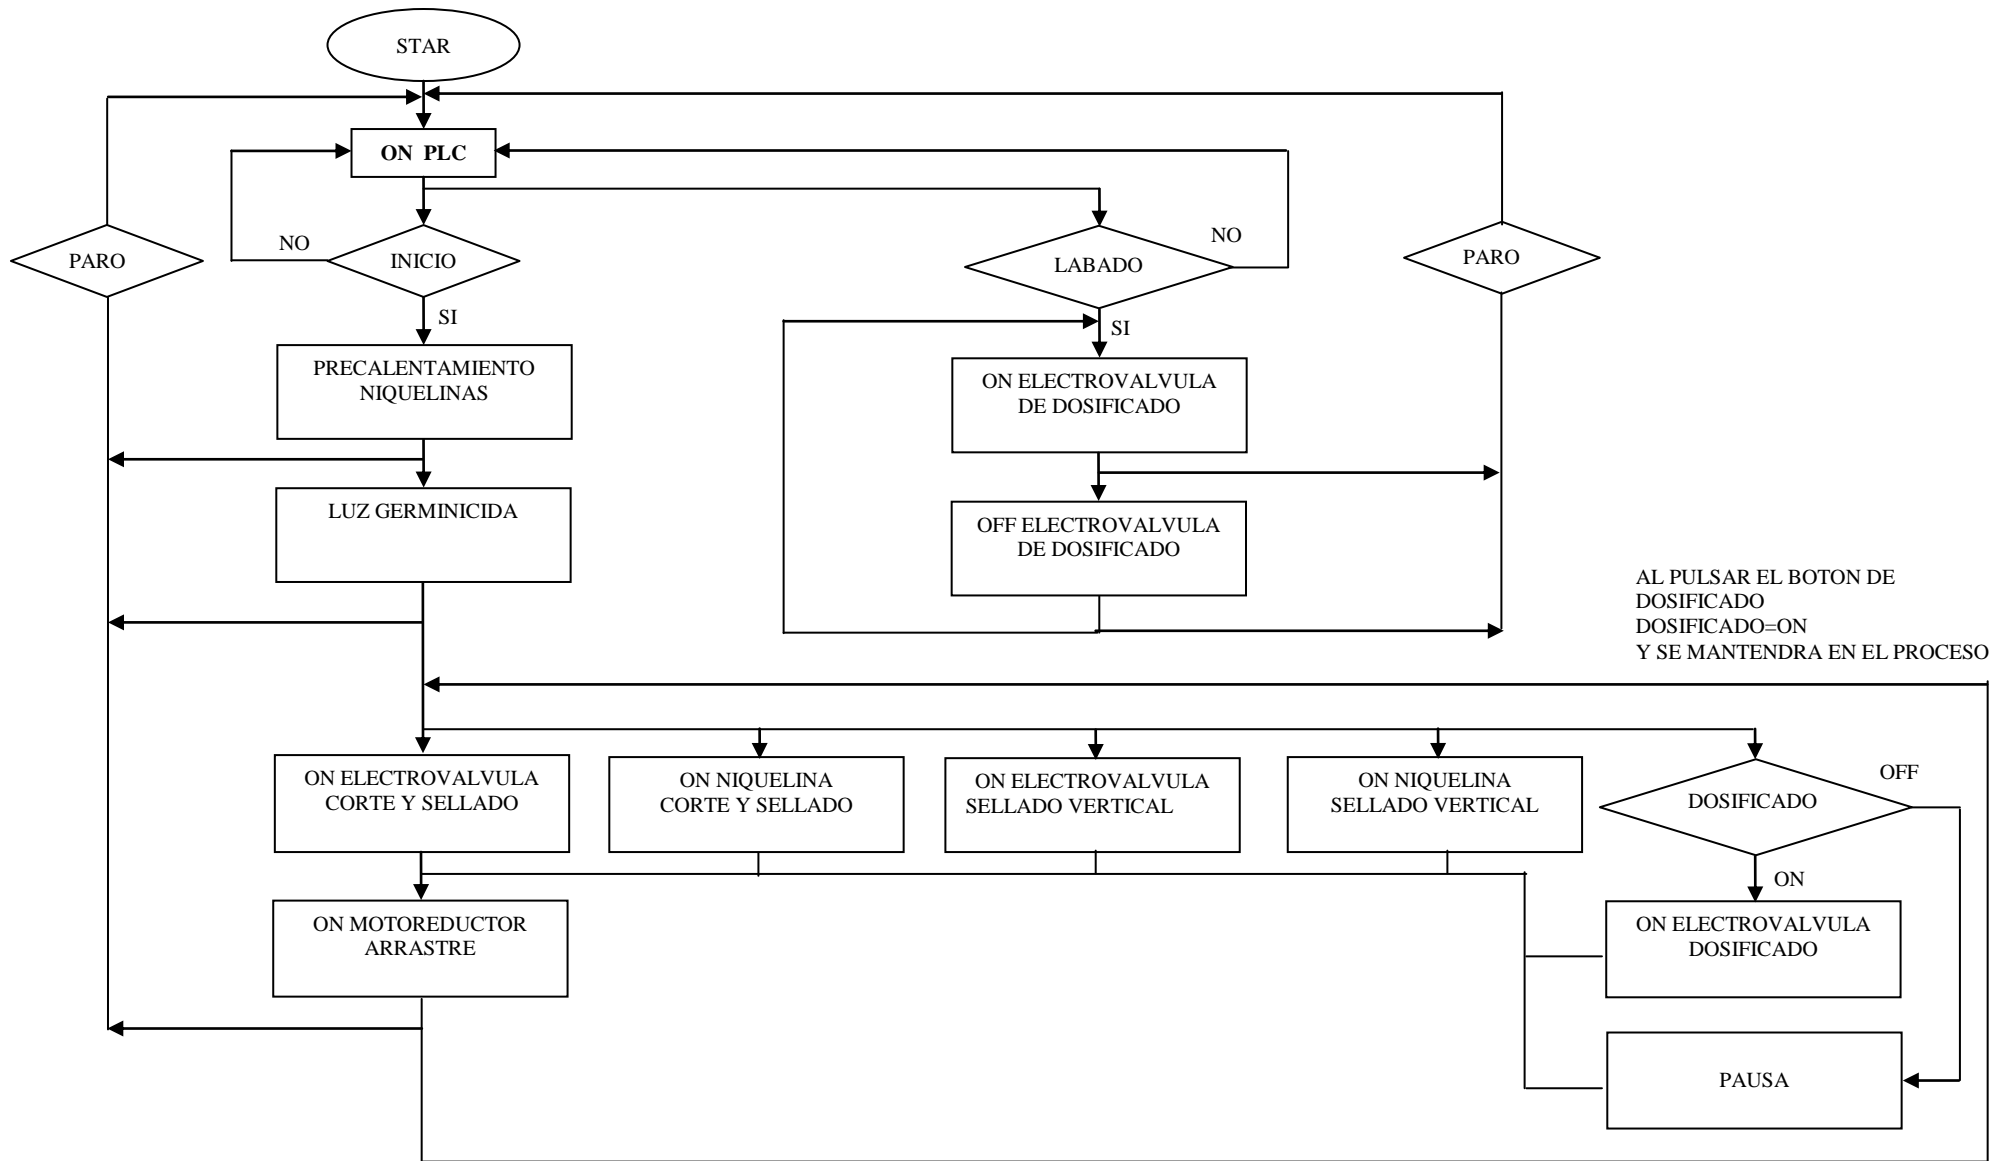 STAR
ON PLC
PARO
NO
INICIO
LABADO
NO
PARO
SI
SI
PRECALENTAMIENTO
NIQUELINAS
ON ELECTROVALVULA
DE DOSIFICADO
LUZ GERMINICIDA
OFF ELECTROVALVULA
DE DOSIFICADO
AL PULSAR EL BOTON DE
DOSIFICADO
DOSIFICADO=ON
Y SE MANTENDRA EN EL PROCESO
ON ELECTROVALVULA
CORTE Y SELLADO
ON NIQUELINA
CORTE Y SELLADO
ON ELECTROVALVULA
SELLADO VERTICAL
ON NIQUELINA
SELLADO VERTICAL
DOSIFICADO
OFF
ON
ON MOTOREDUCTOR
ARRASTRE
ON ELECTROVALVULA
DOSIFICADO
PAUSA